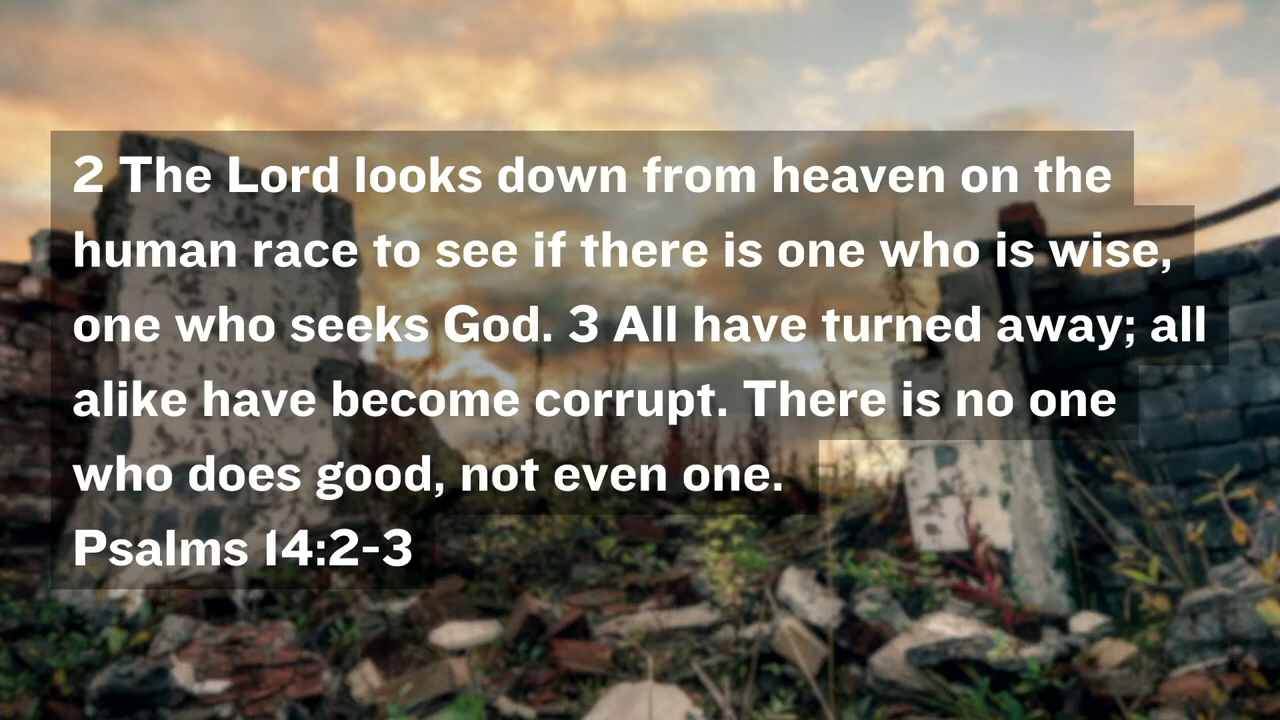 2 The Lord looks down from heaven on the
human race to see if there is one who is wise,
one who seeks God. 3 All have turned away; all
alike have become corrupt. There is no one
who does good, not even one.
Psalms 14:2-3